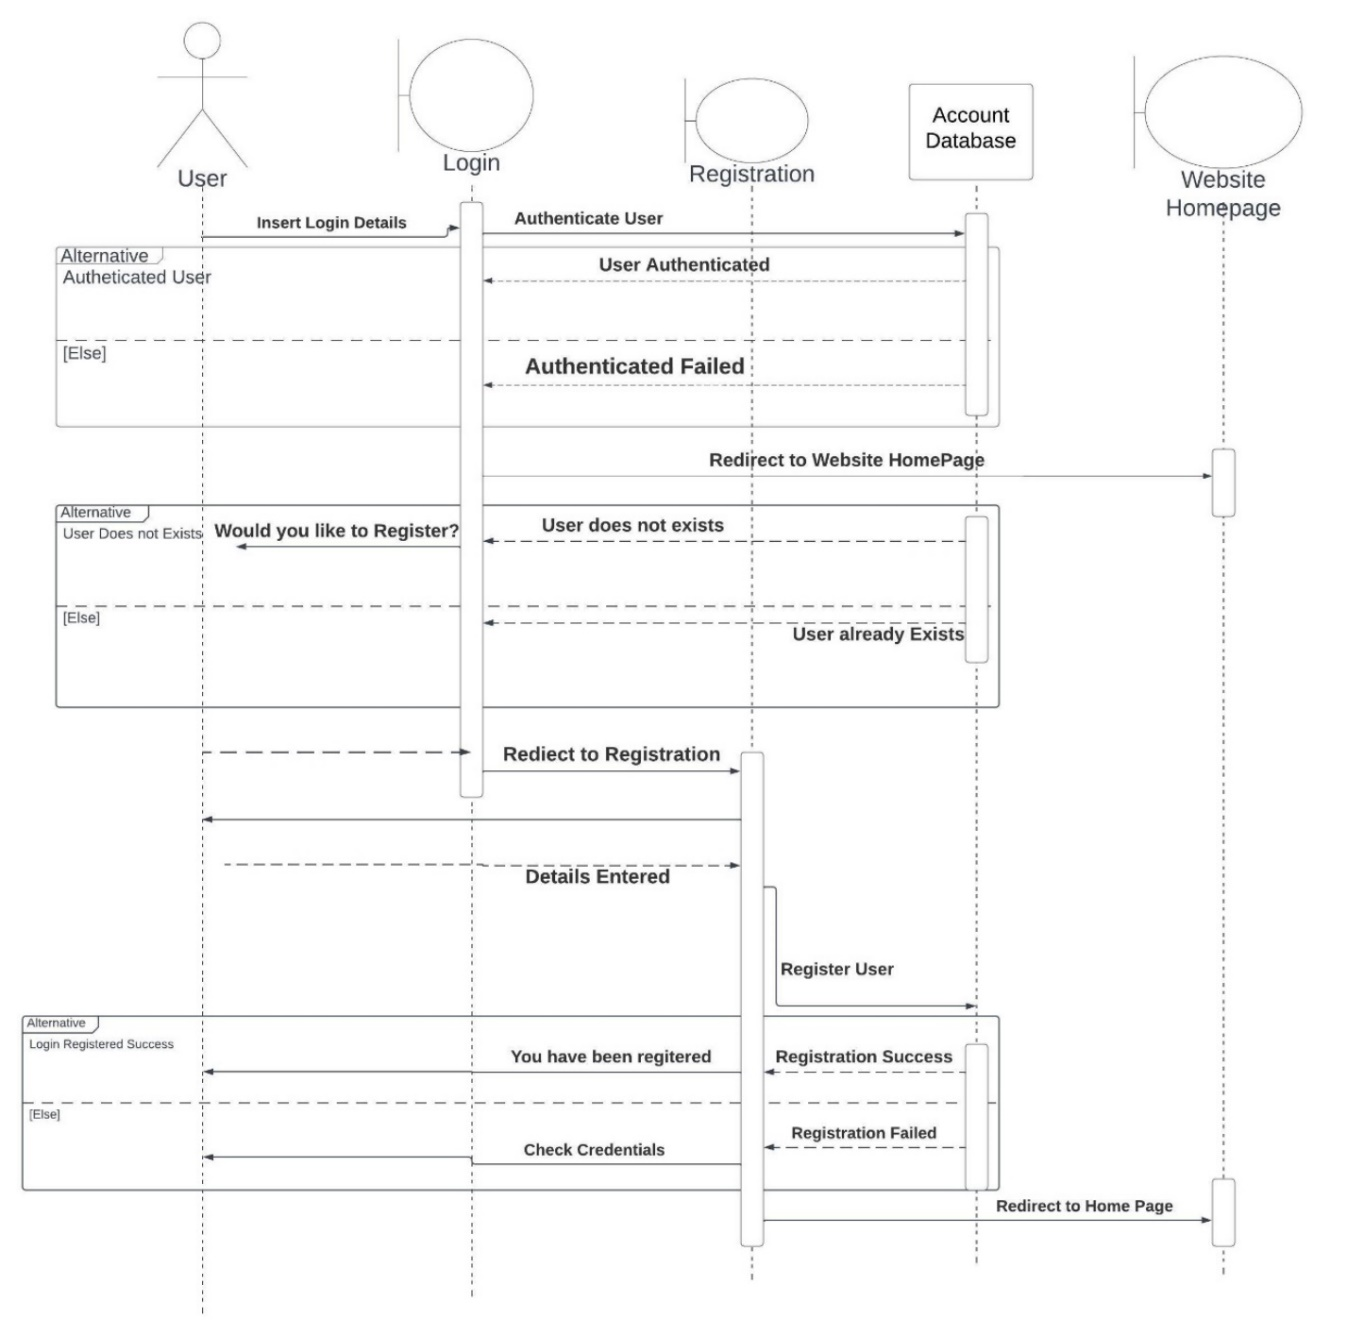 User
Login
Registration
Account
Database
Website
Homepage
Insert Login Details
Authenticate User
Alternative
Autheticated User
User Authenticated
[Else]
Authenticated Failed
Redirect to Website HomePage
Alternative
User Does not Exists
Would you like to Register?
User does not exists
[Else]
User already Exists
Rediect to Registration
Details Entered
Register User
Alternative
Login Registered Success
You have been regitered
Registration Success
[Else]
Registration Failed
Check Credentials
Redirect to Home Page